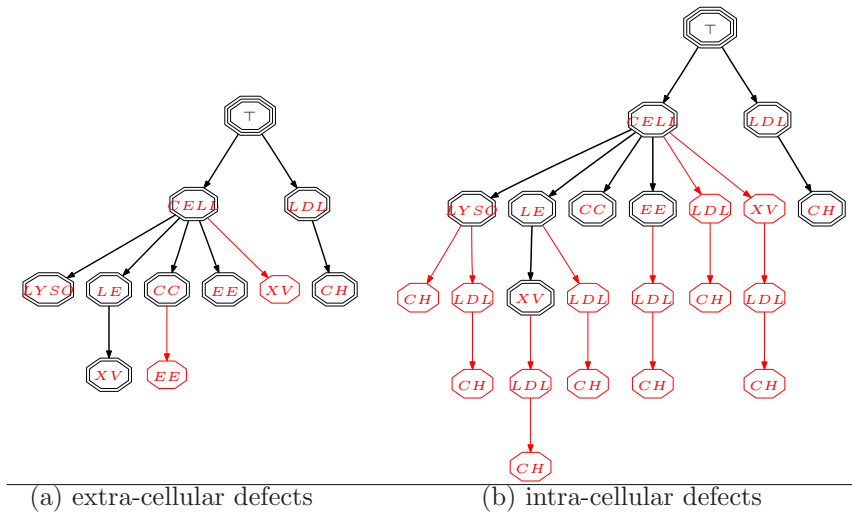 ⊤
⊤
CELL LDL
CELL LDL
LYSO LE CC EE LDL XV CH
LYSO LE CC EE XV CH
CH LDL XV LDL LDL CH LDL
XV EE
CH LDL CH CH CH
CH
(a) extra-cellular defects (b) intra-cellular defects